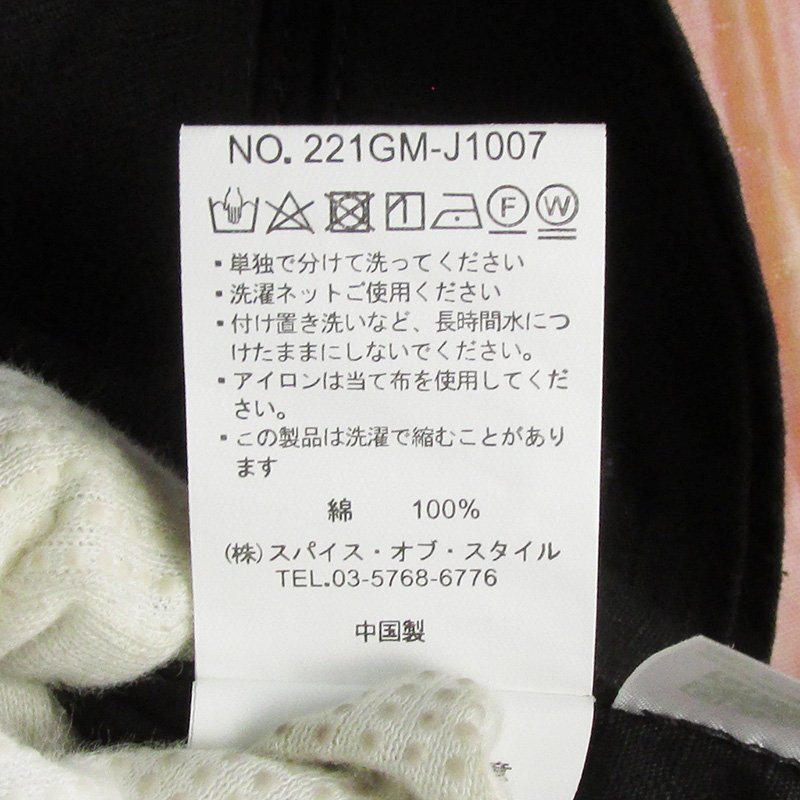 NO. 221GM-J1007
F W
・単独で分けて洗ってください
・洗濯ネットご使用ください
・付け置き洗いなど、長時間水につ
けたままにしないでください。
・アイロンは当て布を使用してくだ
さい。
・この製品は洗濯で縮むことがあり
ます
綿 100%
(株)スパイス・オブ・スタイル
TEL.03-5768-6776
中国製
意